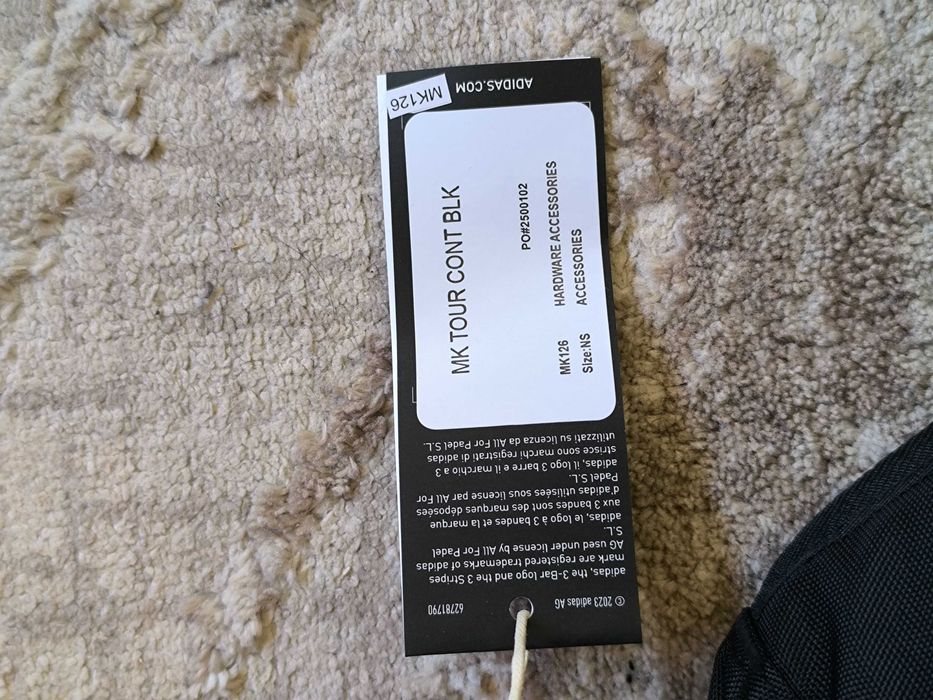 © 2023 adidas AG 62781790
adidas, the 3-Bar logo and the 3 Stripes
mark are registered trademarks of adidas
AG used under license by All For Padel
S.L.
adidas, le logo à 3 bandes et la marque
aux 3 bandes sont des marques déposées
d'adidas utilisées sous license par All For
Padel S.L.
adidas, il logo 3 barre e il marchio a 3
strisce sono marchi registrati di adidas
utilizzati su licenza da All For Padel S.L.
MK TOUR CONT BLK
PO#2500102
MK126 HARDWARE ACCESSORIES
Size:NS ACCESSORIES
ADIDAS.COM
MK126